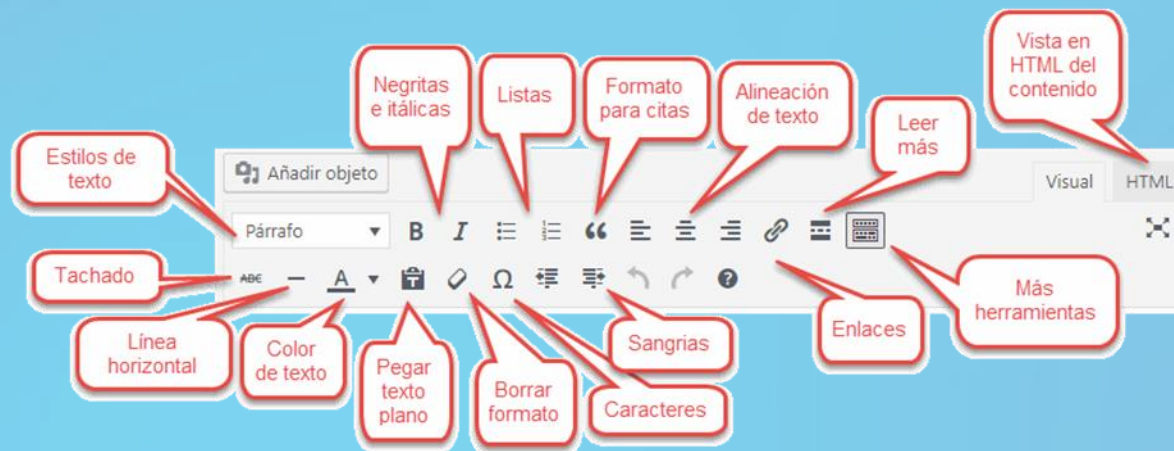 Vista en
HTML del
contenido
Negritas
e itálicas
Listas
Formato
para citas
Alineación
de texto
Leer
más
Estilos de
texto
Añadir objeto
Visual
HTML
Párrafo
B
I
Tachado
ABC
A
T
Ω
?
Línea
horizontal
Color
de texto
Pegar
texto
plano
Borrar
formato
Caracteres
Sangrias
Enlaces
Más
herramientas